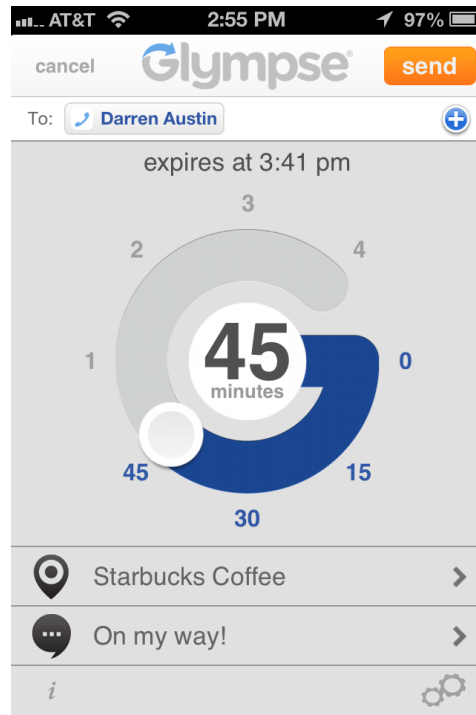 AT&T 2:55 PM 97%
cancel Glympse® send
To: Darren Austin
expires at 3:41 pm
3
2 4
1 45 0
minutes
45 15
30
Starbucks Coffee
On my way!
i